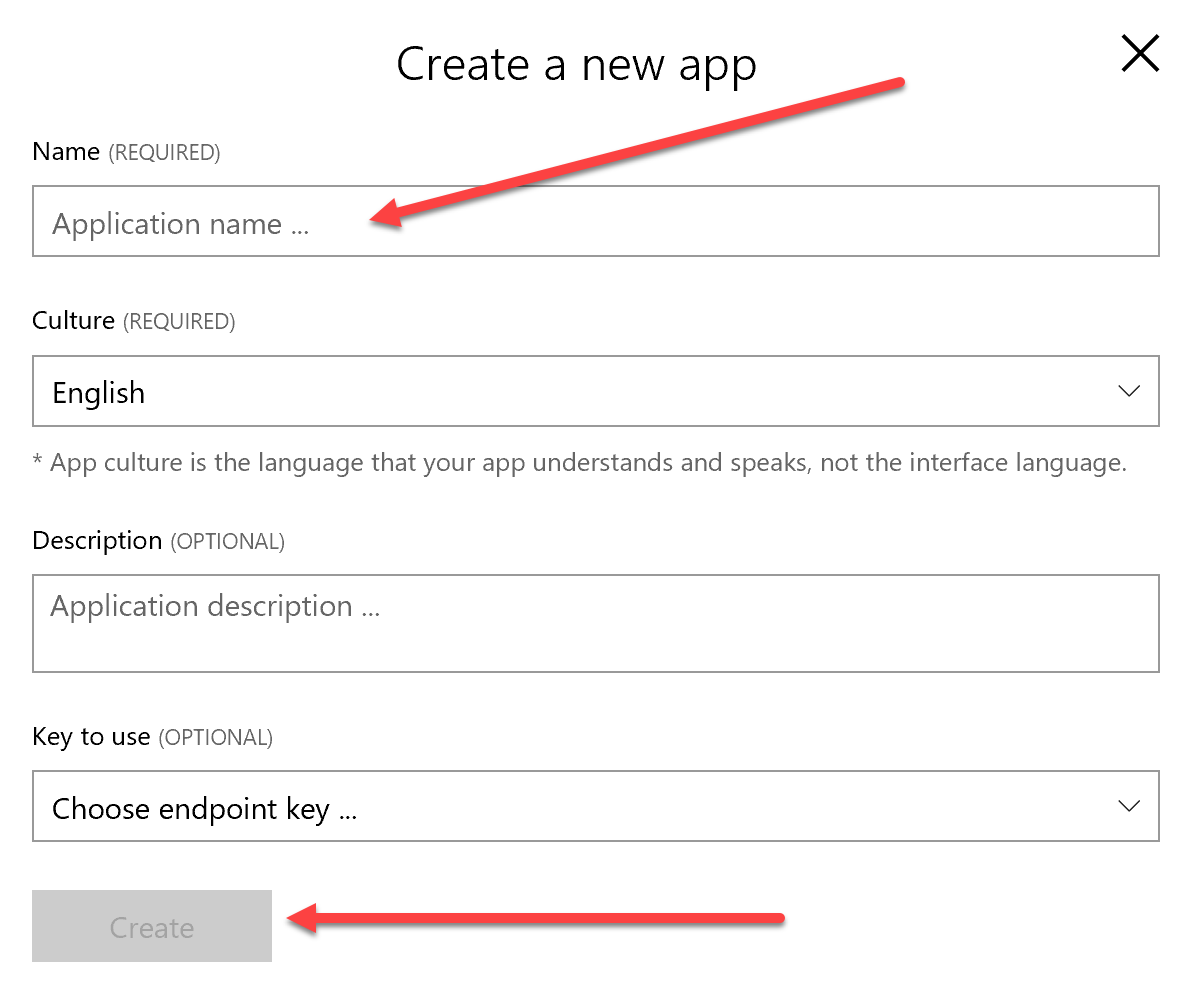 Create a new app
Name (REQUIRED)
Application name ...
Culture (REQUIRED)
English
* App culture is the language that your app understands and speaks, not the interface language.
Description (OPTIONAL)
Application description ...
Key to use (OPTIONAL)
Choose endpoint key ...
Create